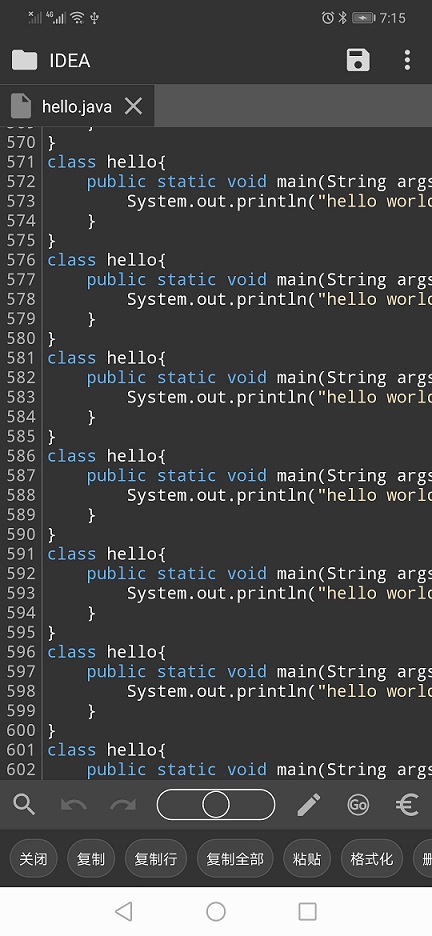 4G 7:15
IDEA
hello.java
570 }
571 class hello{
572     public static void main(String args
573         System.out.println("hello world
574     }
575 }
576 class hello{
577     public static void main(String args
578         System.out.println("hello world
579     }
580 }
581 class hello{
582     public static void main(String args
583         System.out.println("hello world
584     }
585 }
586 class hello{
587     public static void main(String args
588         System.out.println("hello world
589     }
590 }
591 class hello{
592     public static void main(String args
593         System.out.println("hello world
594     }
595 }
596 class hello{
597     public static void main(String args
598         System.out.println("hello world
599     }
600 }
601 class hello{
602     public static void main(String args
Go €
关闭 复制 复制行 复制全部 粘贴 格式化